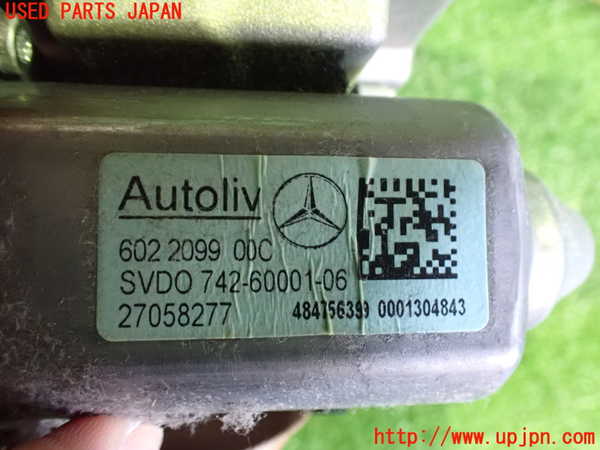 USED PARTS JAPAN
Autoliv
602 2099 00C
SVDO 742-60001-06
27058277
484756399 0001304843
http://www.upjpn.com/